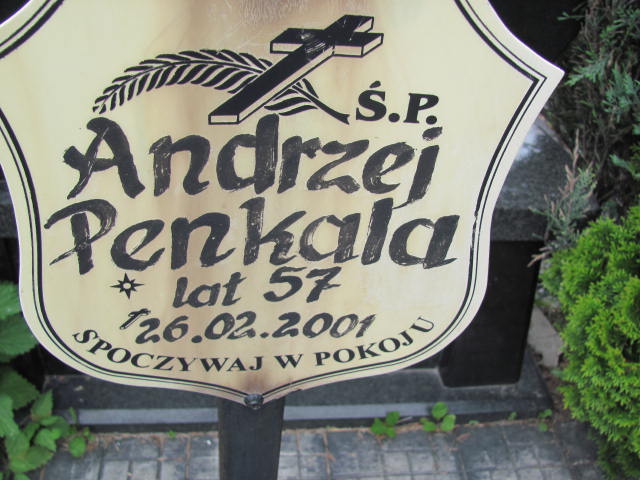 Ś.P.
Andrzej
Penkala
lat 57
26.02.2001
SPOCZYWAJ W POKOJU